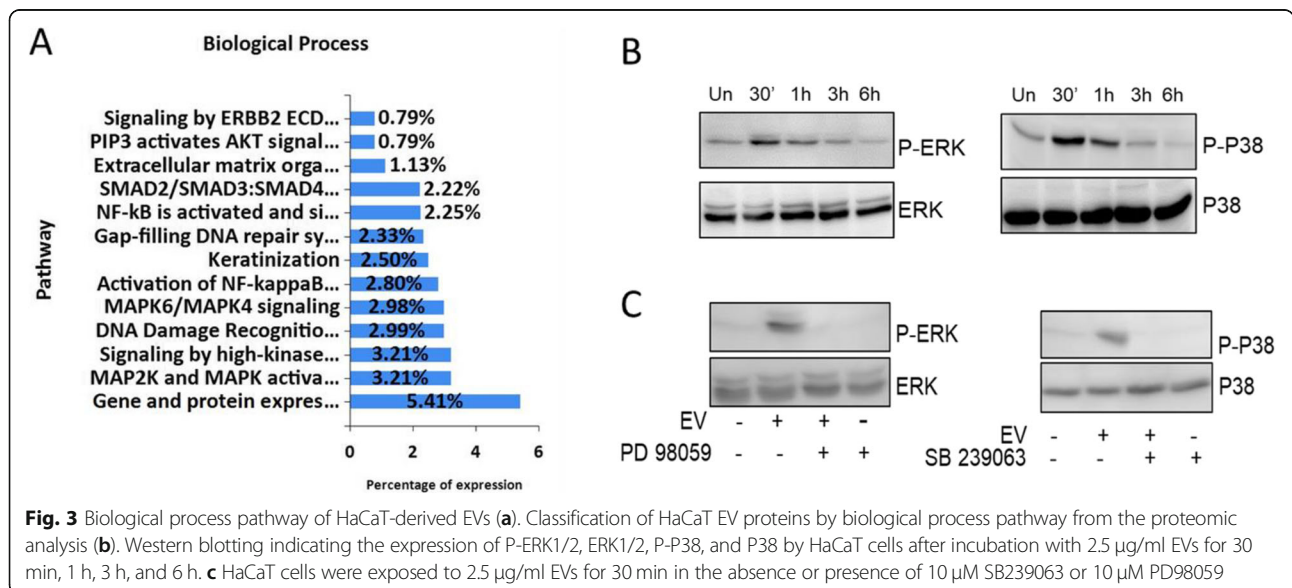 A
Biological Process
Pathway
Signaling by ERBB2 ECD... 0.79%
PIP3 activates AKT signal... 0.79%
Extracellular matrix orga... 1.13%
SMAD2/SMAD3:SMAD4... 2.22%
NF-kB is activated and si... 2.25%
Gap-filling DNA repair sy... 2.33%
Keratinization 2.50%
Activation of NF-kappaB... 2.80%
MAPK6/MAPK4 signaling 2.98%
DNA Damage Recognitio... 2.99%
Signaling by high-kinase... 3.21%
MAP2K and MAPK activa... 3.21%
Gene and protein expres... 5.41%
0 2 4 6
Percentage of expression
B
Un 30' 1h 3h 6h
P-ERK
ERK
Un 30' 1h 3h 6h
P-P38
P38
C
P-ERK
ERK
EV - + + -
PD 98059 - - + +
P-P38
P38
EV - + + -
SB 239063 - - + +
Fig. 3 Biological process pathway of HaCaT-derived EVs (a). Classification of HaCaT EV proteins by biological process pathway from the proteomic
analysis (b). Western blotting indicating the expression of P-ERK1/2, ERK1/2, P-P38, and P38 by HaCaT cells after incubation with 2.5 μg/ml EVs for 30
min, 1 h, 3 h, and 6 h. c HaCaT cells were exposed to 2.5 μg/ml EVs for 30 min in the absence or presence of 10 μM SB239063 or 10 μM PD98059